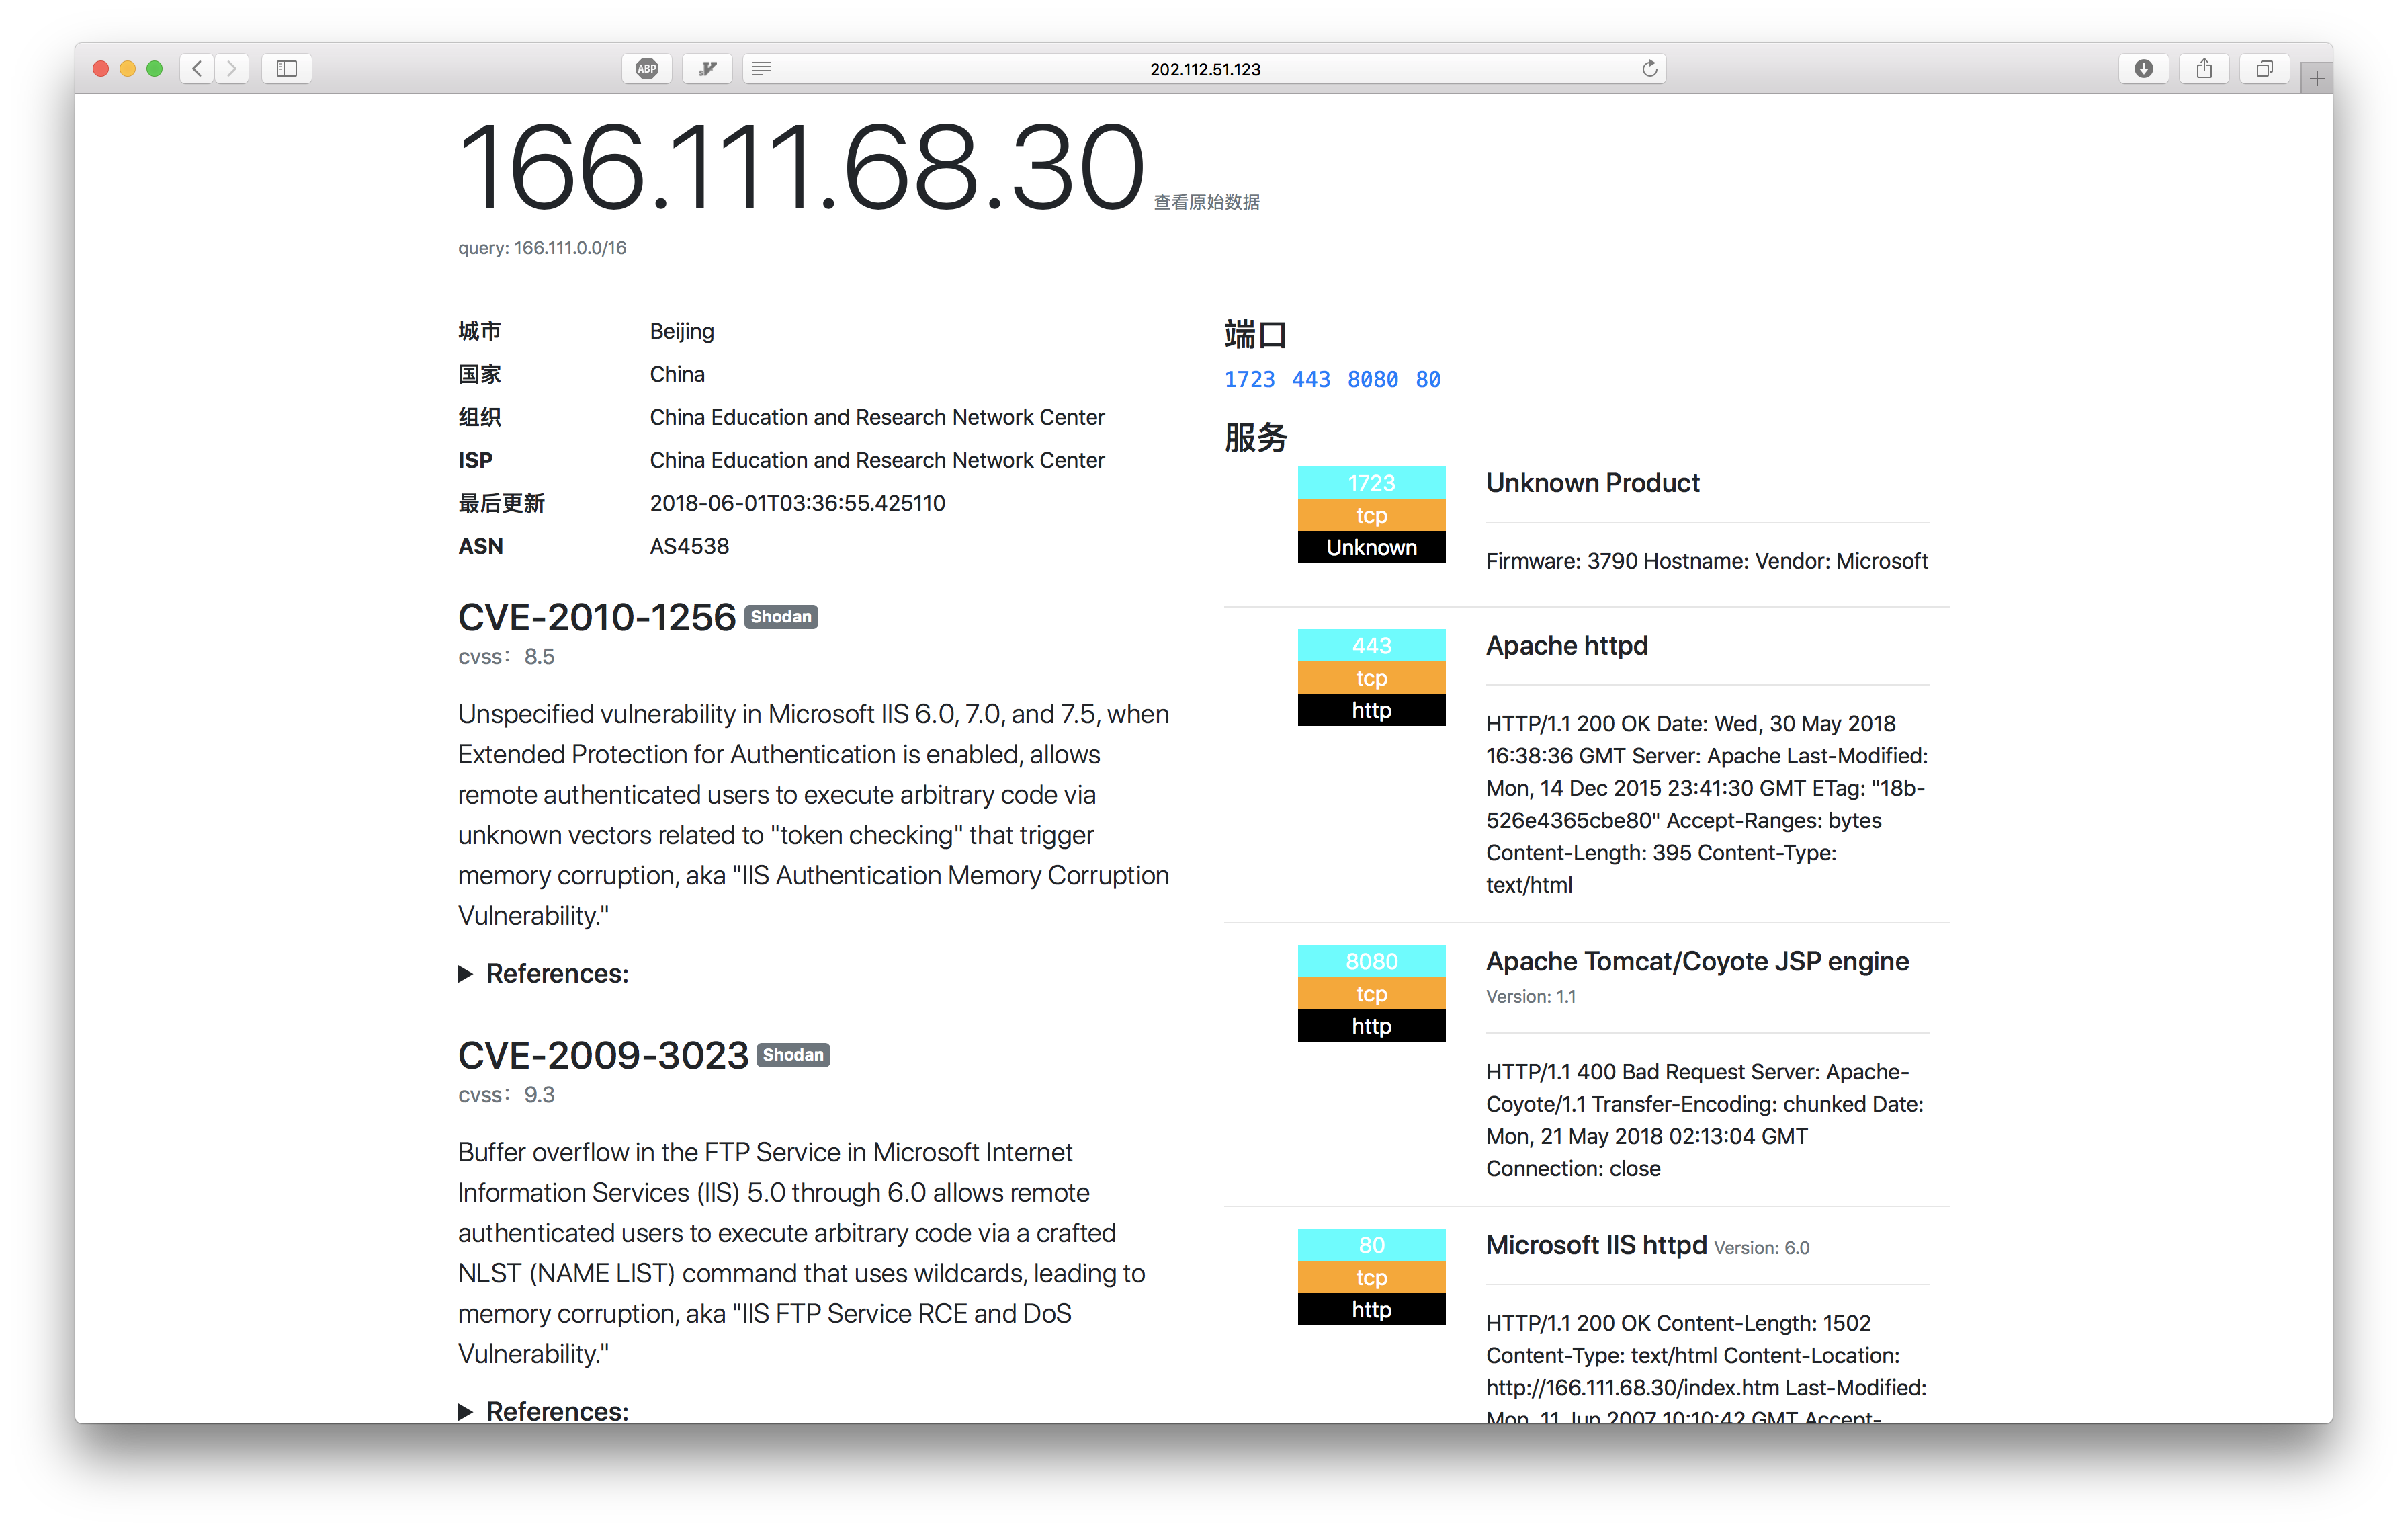 ABP
202.112.51.123
166.111.68.30 查看原始数据
query: 166.111.0.0/16
城市 Beijing
国家 China
组织 China Education and Research Network Center
ISP China Education and Research Network Center
最后更新 2018-06-01T03:36:55.425110
ASN AS4538
CVE-2010-1256 Shodan
cvss： 8.5
Unspecified vulnerability in Microsoft IIS 6.0, 7.0, and 7.5, when
Extended Protection for Authentication is enabled, allows
remote authenticated users to execute arbitrary code via
unknown vectors related to "token checking" that trigger
memory corruption, aka "IIS Authentication Memory Corruption
Vulnerability."
References:
CVE-2009-3023 Shodan
cvss： 9.3
Buffer overflow in the FTP Service in Microsoft Internet
Information Services (IIS) 5.0 through 6.0 allows remote
authenticated users to execute arbitrary code via a crafted
NLST (NAME LIST) command that uses wildcards, leading to
memory corruption, aka "IIS FTP Service RCE and DoS
Vulnerability."
References:
端口
1723 443 8080 80
服务
1723
tcp
Unknown
Unknown Product
Firmware: 3790 Hostname: Vendor: Microsoft
443
tcp
http
Apache httpd
HTTP/1.1 200 OK Date: Wed, 30 May 2018
16:38:36 GMT Server: Apache Last-Modified:
Mon, 14 Dec 2015 23:41:30 GMT ETag: "18b-
526e4365cbe80" Accept-Ranges: bytes
Content-Length: 395 Content-Type:
text/html
8080
tcp
http
Apache Tomcat/Coyote JSP engine
Version: 1.1
HTTP/1.1 400 Bad Request Server: Apache-
Coyote/1.1 Transfer-Encoding: chunked Date:
Mon, 21 May 2018 02:13:04 GMT
Connection: close
80
tcp
http
Microsoft IIS httpd Version: 6.0
HTTP/1.1 200 OK Content-Length: 1502
Content-Type: text/html Content-Location:
http://166.111.68.30/index.htm Last-Modified:
Mon, 11 Jun 2007 10:10:42 GMT Accept-